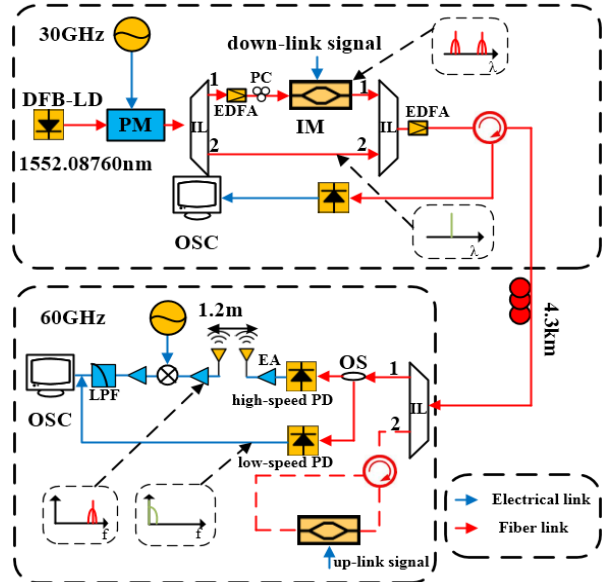 30GHz
down-link signal
λ
DFB-LD
PM
IL
1
EDFA
PC
1
IM
IL
EDFA
2
2
1552.08760nm
OSC
λ
4.3km
60GHz
1.2m
EA
OS
1
IL
2
LPF
OSC
high-speed PD
low-speed PD
f
f
up-link signal
Electrical link
Fiber link